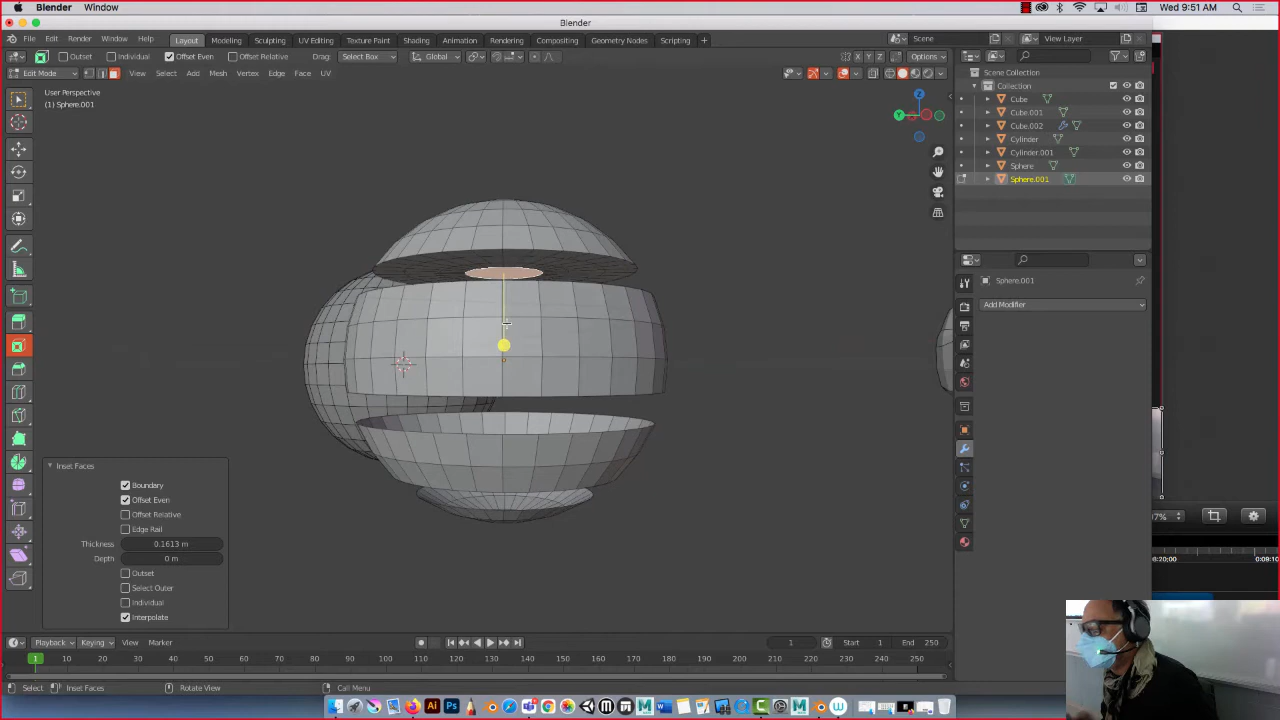 Blender Window Wed 9:51 AM
Blender
File Edit Render Window Help Layout Modeling Sculpting UV Editing Texture Paint Shading Animation Rendering Compositing Geometry Nodes Scripting + Scene View Layer
Outset Individual Offset Even Offset Relative Drag: Select Box Global X Y Z Options
Edit Mode View Select Add Mesh Vertex Edge Face UV
User Perspective
(1) Sphere.001
Z
Y
Scene Collection
Collection
Cube
Cube.001
Cube.002
Cylinder
Cylinder.001
Sphere
Sphere.001
Sphere.001
Add Modifier
Inset Faces
Boundary
Offset Even
Offset Relative
Edge Rail
Thickness 0.1613 m
Depth 0 m
Outset
Select Outer
Individual
Interpolate
Playback Keying View Marker 1 Start 1 End 250
1 10 20 30 40 50 60 70 80 90 100 110 120 130 140 150 160 170 180 190 200 210 220 230 240 250
Select Inset Faces Rotate View Call Menu
Ai Ps M W M